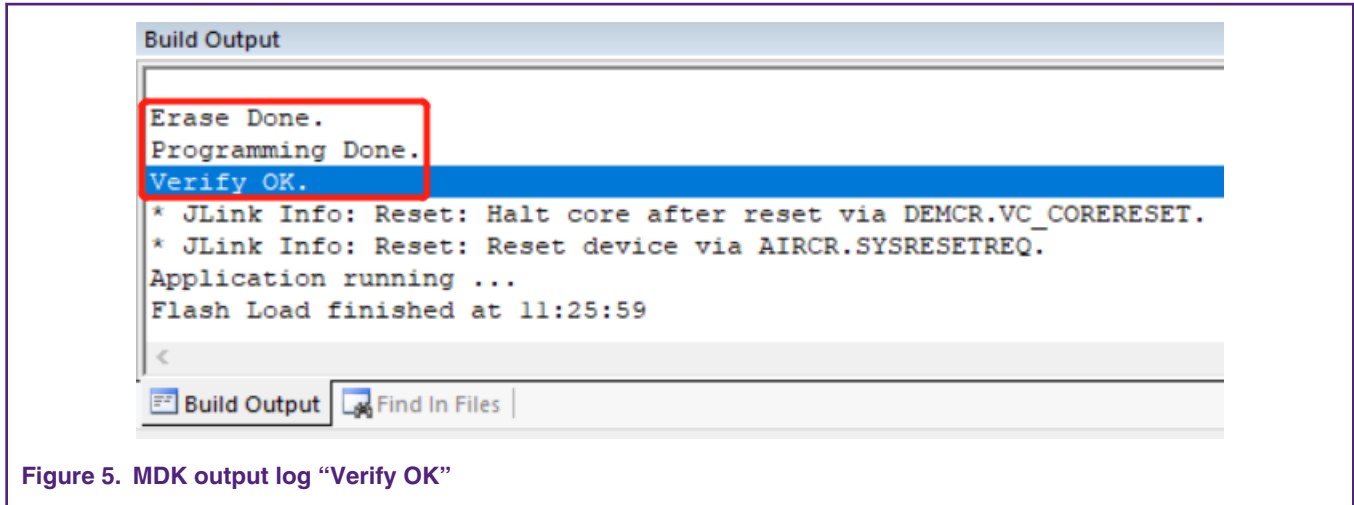 Build Output
Erase Done.
Programming Done.
Verify OK.
* JLink Info: Reset: Halt core after reset via DEMCR.VC_CORERESET.
* JLink Info: Reset: Reset device via AIRCR.SYSRESETREQ.
Application running ...
Flash Load finished at 11:25:59
Build Output Find In Files
Figure 5. MDK output log “Verify OK”